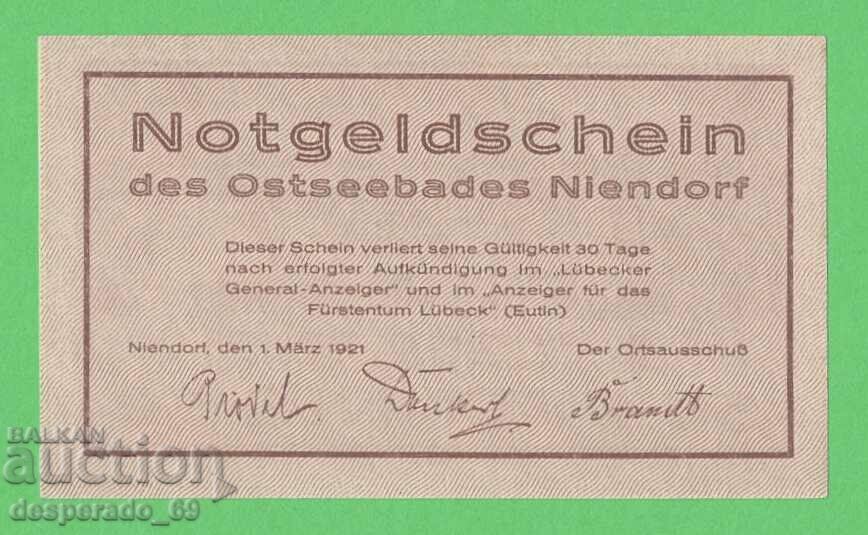 Notgeldschein
des Ostseebades Niendorf
Dieser Schein verliert seine Gültigkeit 30 Tage
nach erfolgter Aufkündigung im „Lübecker
General-Anzeiger" und im „Anzeiger für das
Fürstentum Lübeck" (Eutin)
Niendorf, den 1. März 1921
Der Ortsausschuß
Brandt
BALKAN
auction
desperado_69